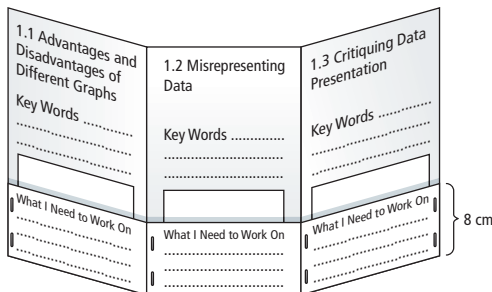 1.1 Advantages and
Disadvantages of
Different Graphs
Key Words ............
What I Need to Work On
1.2 Misrepresenting
Data
Key Words .............
What I Need to Work On
1.3 Critiquing Data
Presentation
Key Words ............
What I Need to Work On
8 cm